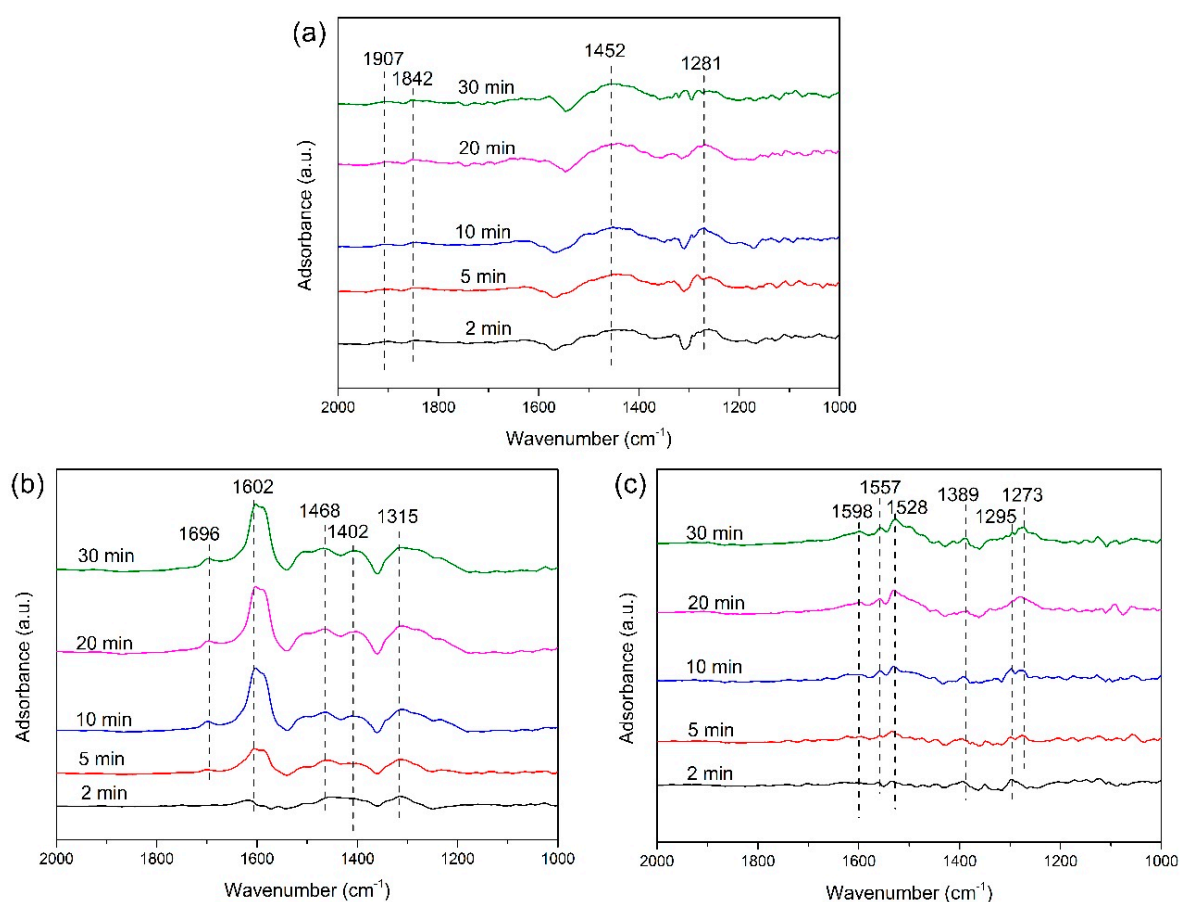 (a)
1907
1842
1452
1281
30 min
20 min
10 min
5 min
2 min
Adsorbance (a.u.)
2000 1800 1600 1400 1200 1000
Wavenumber (cm⁻¹)
(b)
1696
1602
1468
1402
1315
30 min
20 min
10 min
5 min
2 min
Adsorbance (a.u.)
2000 1800 1600 1400 1200 1000
Wavenumber (cm⁻¹)
(c)
1598
1557
1528
1389
1295
1273
30 min
20 min
10 min
5 min
2 min
Adsorbance (a.u.)
2000 1800 1600 1400 1200 1000
Wavenumber (cm⁻¹)